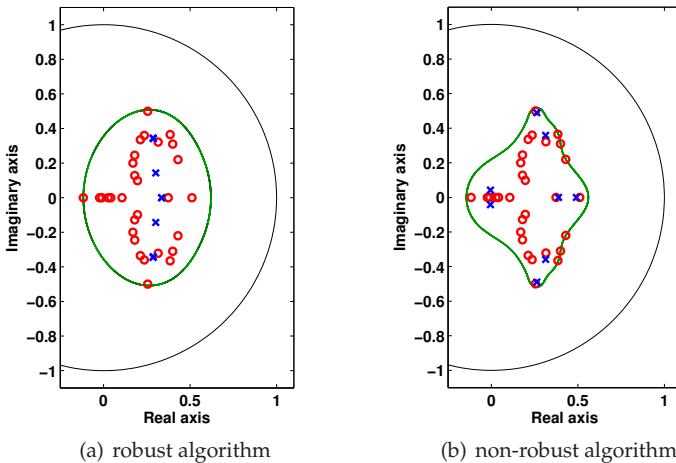 1
0.8
0.6
0.4
0.2
0
−0.2
−0.4
−0.6
−0.8
−1
Imaginary axis
0 0.5 1
Real axis
(a) robust algorithm
1
0.8
0.6
0.4
0.2
0
−0.2
−0.4
−0.6
−0.8
−1
Imaginary axis
0 0.5 1
Real axis
(b) non-robust algorithm